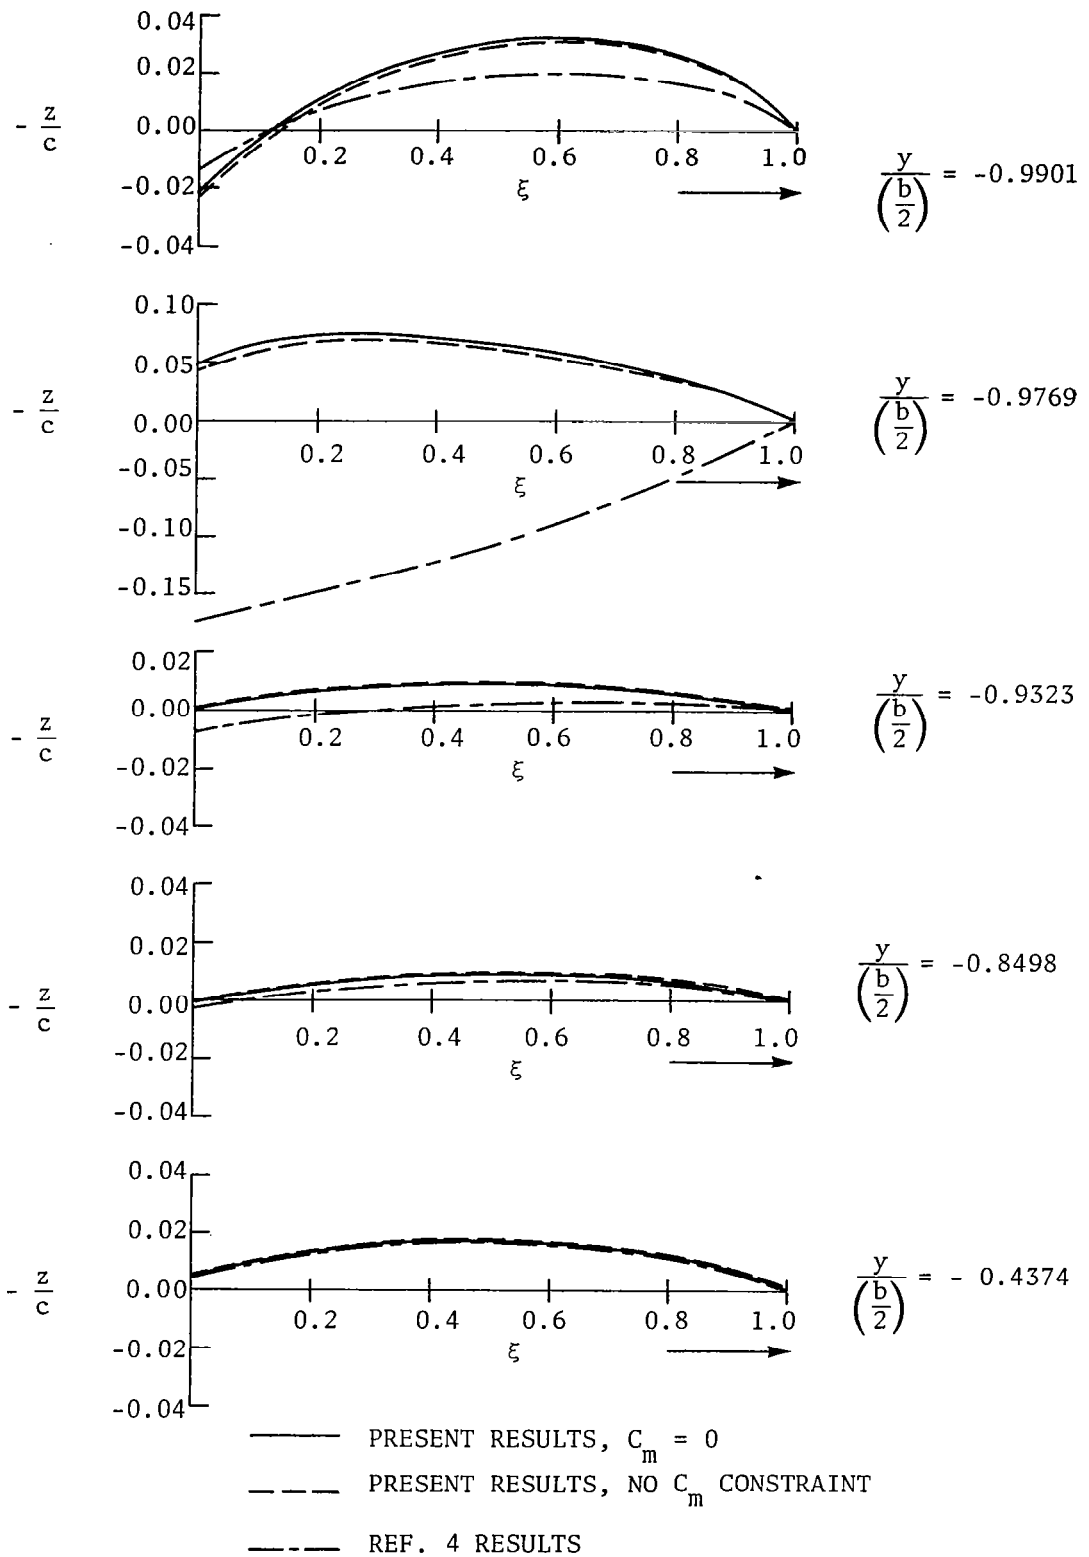 0.04
0.02
- z/c
0.00
0.2 0.4 0.6 0.8 1.0
ξ
-0.02
-0.04
y/(b/2) = -0.9901
0.10
0.05
- z/c
0.00
0.2 0.4 0.6 0.8 1.0
ξ
-0.05
-0.10
-0.15
y/(b/2) = -0.9769
0.02
0.00
- z/c
0.2 0.4 0.6 0.8 1.0
ξ
-0.02
-0.04
y/(b/2) = -0.9323
0.04
0.02
- z/c
0.00
0.2 0.4 0.6 0.8 1.0
ξ
-0.02
-0.04
y/(b/2) = -0.8498
0.04
0.02
- z/c
0.00
0.2 0.4 0.6 0.8 1.0
ξ
-0.02
-0.04
y/(b/2) = - 0.4374
PRESENT RESULTS, C_m = 0
PRESENT RESULTS, NO C_m CONSTRAINT
REF. 4 RESULTS